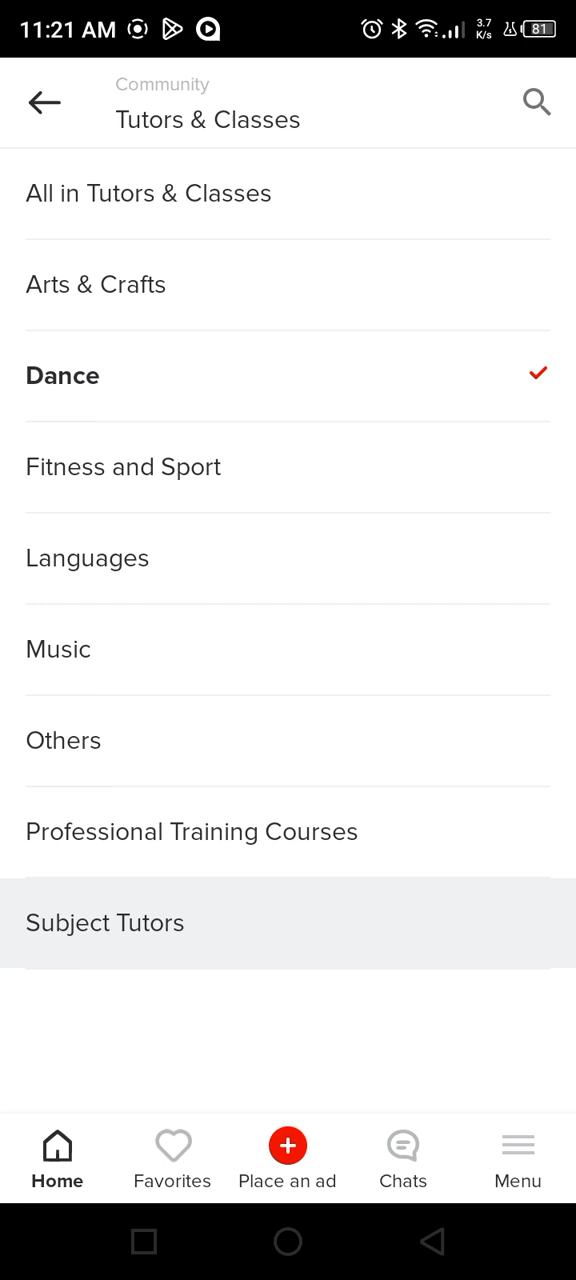 11:21 AM
3.7
K/s
81
Community
Tutors & Classes
All in Tutors & Classes
Arts & Crafts
Dance
Fitness and Sport
Languages
Music
Others
Professional Training Courses
Subject Tutors
Home
Favorites
Place an ad
Chats
Menu